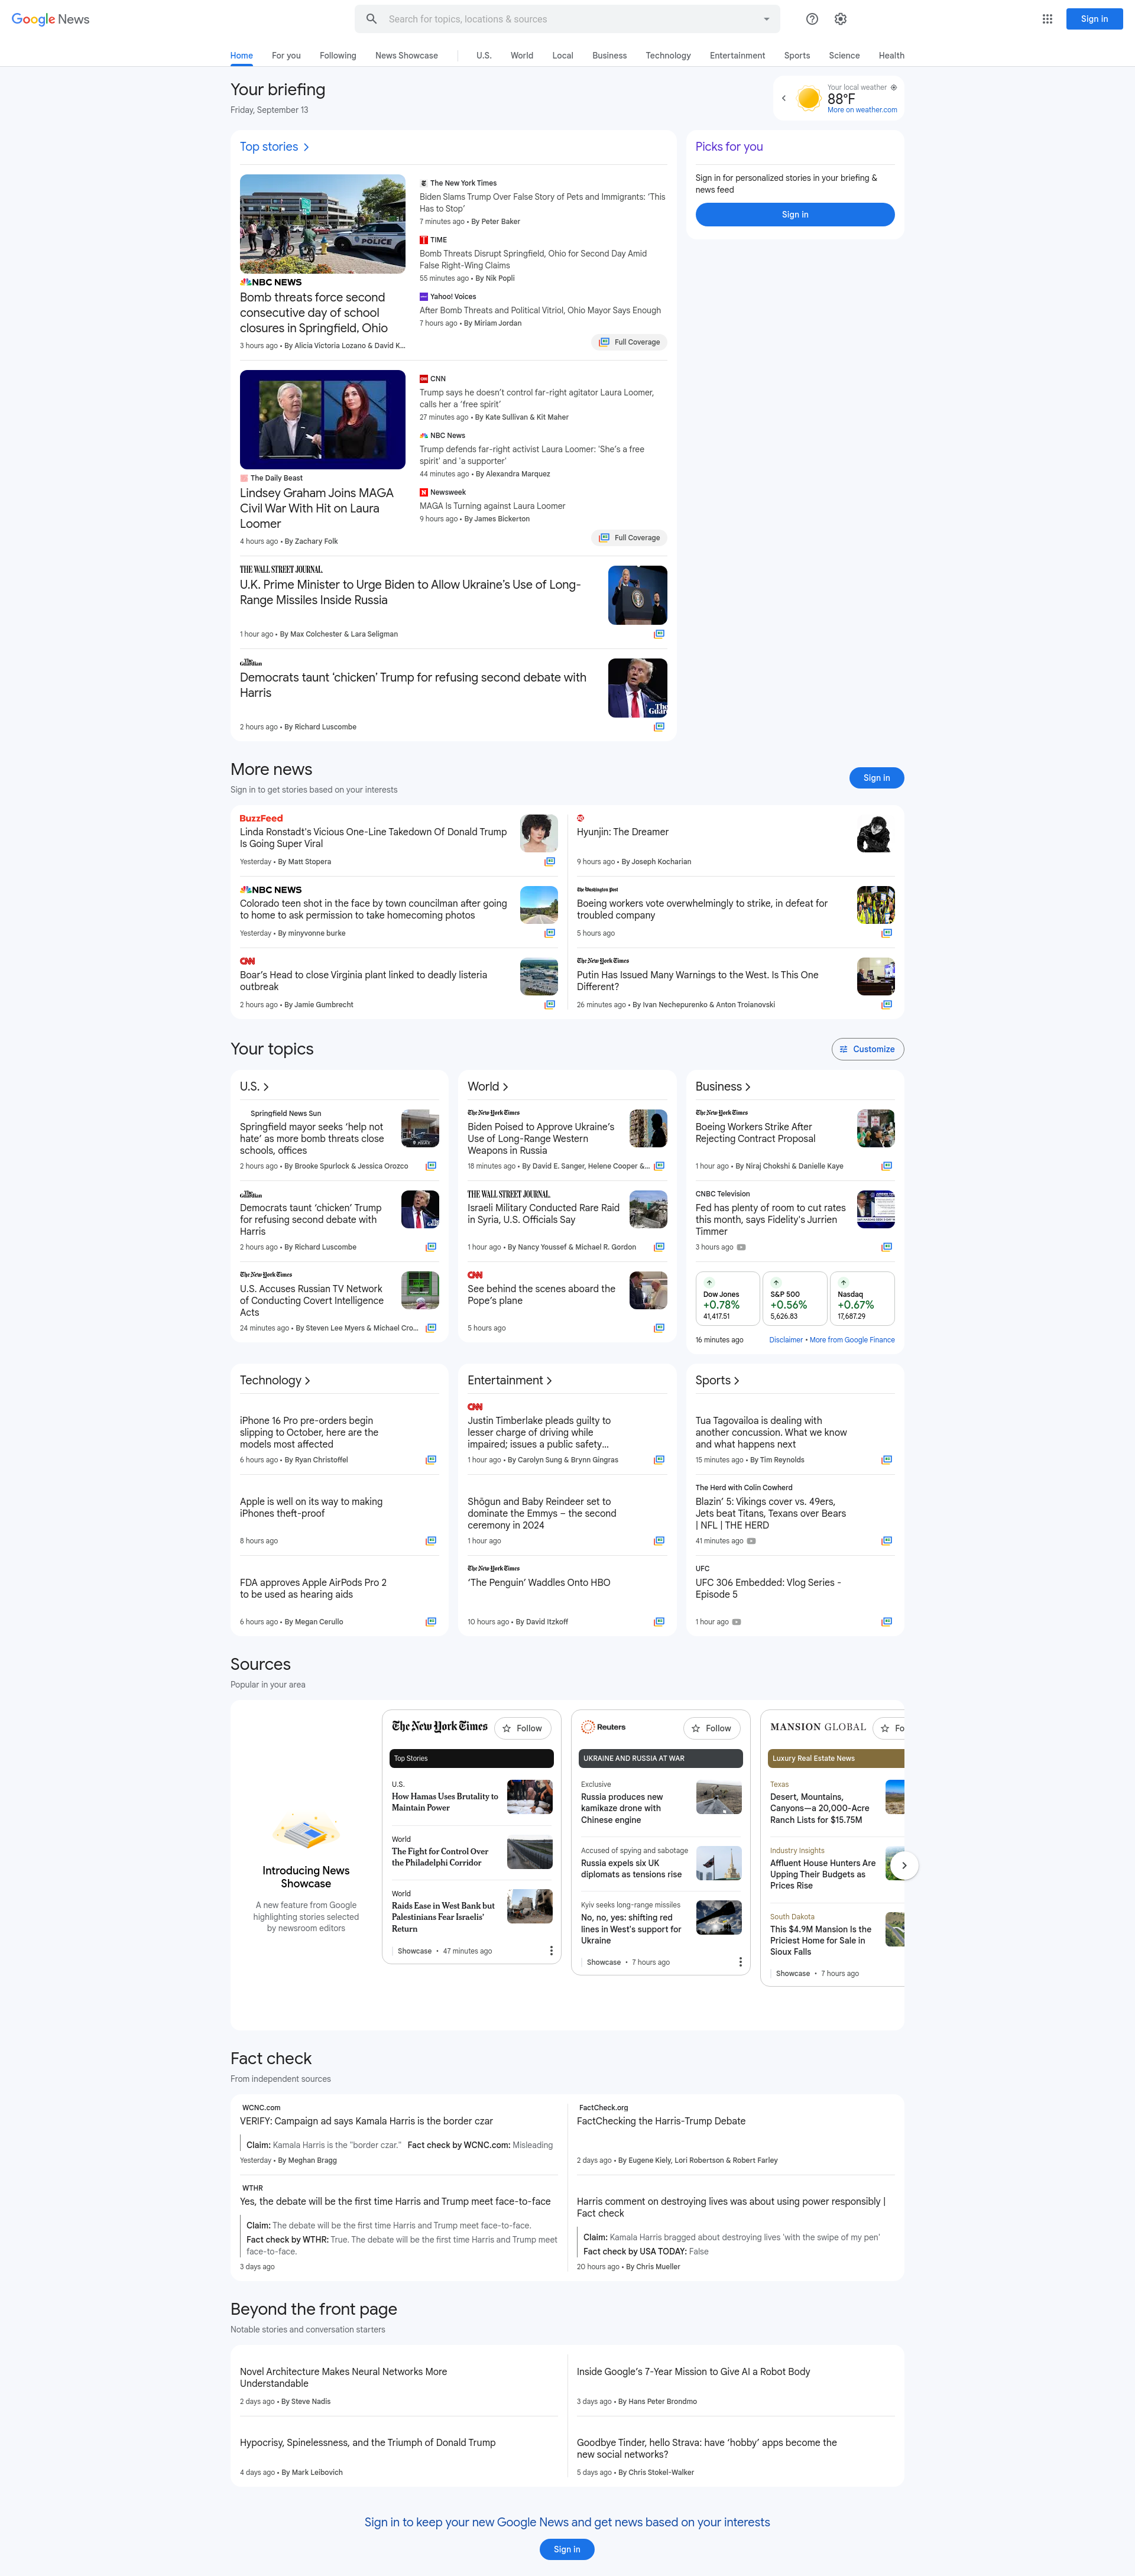 Google News
Search for topics, locations & sources
Sign in
Home For you Following News Showcase U.S. World Local Business Technology Entertainment Sports Science Health
Your briefing
Friday, September 13
Your local weather
88°F
More on weather.com
Top stories
Picks for you
Sign in for personalized stories in your briefing &
news feed
Sign in
POLICE
NBC NEWS
Bomb threats force second
consecutive day of school
closures in Springfield, Ohio
3 hours ago • By Alicia Victoria Lozano & David K...
The New York Times
Biden Slams Trump Over False Story of Pets and Immigrants: ‘This
Has to Stop’
7 minutes ago • By Peter Baker
TIME
Bomb Threats Disrupt Springfield, Ohio for Second Day Amid
False Right-Wing Claims
55 minutes ago • By Nik Popli
Yahoo! Voices
After Bomb Threats and Political Vitriol, Ohio Mayor Says Enough
7 hours ago • By Miriam Jordan
Full Coverage
The Daily Beast
Lindsey Graham Joins MAGA
Civil War With Hit on Laura
Loomer
4 hours ago • By Zachary Folk
CNN
Trump says he doesn’t control far-right agitator Laura Loomer,
calls her a ‘free spirit’
27 minutes ago • By Kate Sullivan & Kit Maher
NBC News
Trump defends far-right activist Laura Loomer: 'She's a free
spirit' and 'a supporter'
44 minutes ago • By Alexandra Marquez
Newsweek
MAGA Is Turning against Laura Loomer
9 hours ago • By James Bickerton
Full Coverage
THE WALL STREET JOURNAL.
U.K. Prime Minister to Urge Biden to Allow Ukraine’s Use of Long-
Range Missiles Inside Russia
1 hour ago • By Max Colchester & Lara Seligman
The Guardian
Democrats taunt ‘chicken’ Trump for refusing second debate with
Harris
2 hours ago • By Richard Luscombe
More news
Sign in to get stories based on your interests
Sign in
BuzzFeed
Linda Ronstadt's Vicious One-Line Takedown Of Donald Trump
Is Going Super Viral
Yesterday • By Matt Stopera
Hyunjin: The Dreamer
9 hours ago • By Joseph Kocharian
NBC NEWS
Colorado teen shot in the face by town councilman after going
to home to ask permission to take homecoming photos
Yesterday • By minyvonne burke
The Washington Post
Boeing workers vote overwhelmingly to strike, in defeat for
troubled company
5 hours ago
CNN
Boar’s Head to close Virginia plant linked to deadly listeria
outbreak
2 hours ago • By Jamie Gumbrecht
The New York Times
Putin Has Issued Many Warnings to the West. Is This One
Different?
26 minutes ago • By Ivan Nechepurenko & Anton Troianovski
Your topics
Customize
U.S.
Springfield News Sun
Springfield mayor seeks ‘help not
hate’ as more bomb threats close
schools, offices
2 hours ago • By Brooke Spurlock & Jessica Orozco
The Guardian
Democrats taunt ‘chicken’ Trump
for refusing second debate with
Harris
2 hours ago • By Richard Luscombe
The New York Times
U.S. Accuses Russian TV Network
of Conducting Covert Intelligence
Acts
24 minutes ago • By Steven Lee Myers & Michael Cro...
World
The New York Times
Biden Poised to Approve Ukraine’s
Use of Long-Range Western
Weapons in Russia
18 minutes ago • By David E. Sanger, Helene Cooper &...
THE WALL STREET JOURNAL.
Israeli Military Conducted Rare Raid
in Syria, U.S. Officials Say
1 hour ago • By Nancy Youssef & Michael R. Gordon
CNN
See behind the scenes aboard the
Pope’s plane
5 hours ago
Business
The New York Times
Boeing Workers Strike After
Rejecting Contract Proposal
1 hour ago • By Niraj Chokshi & Danielle Kaye
CNBC Television
Fed has plenty of room to cut rates
this month, says Fidelity's Jurrien
Timmer
3 hours ago
Dow Jones
+0.78%
41,417.51
S&P 500
+0.56%
5,626.83
Nasdaq
+0.67%
17,687.29
16 minutes ago Disclaimer • More from Google Finance
Technology
iPhone 16 Pro pre-orders begin
slipping to October, here are the
models most affected
6 hours ago • By Ryan Christoffel
Apple is well on its way to making
iPhones theft-proof
8 hours ago
FDA approves Apple AirPods Pro 2
to be used as hearing aids
6 hours ago • By Megan Cerullo
Entertainment
CNN
Justin Timberlake pleads guilty to
lesser charge of driving while
impaired; issues a public safety...
1 hour ago • By Carolyn Sung & Brynn Gingras
Shōgun and Baby Reindeer set to
dominate the Emmys – the second
ceremony in 2024
1 hour ago
The New York Times
‘The Penguin’ Waddles Onto HBO
10 hours ago • By David Itzkoff
Sports
Tua Tagovailoa is dealing with
another concussion. What we know
and what happens next
15 minutes ago • By Tim Reynolds
The Herd with Colin Cowherd
Blazin’ 5: Vikings cover vs. 49ers,
Jets beat Titans, Texans over Bears
| NFL | THE HERD
41 minutes ago
UFC
UFC 306 Embedded: Vlog Series -
Episode 5
1 hour ago
Sources
Popular in your area
Introducing News
Showcase
A new feature from Google
highlighting stories selected
by newsroom editors
The New York Times
Follow
Top Stories
U.S.
How Hamas Uses Brutality to
Maintain Power
World
The Fight for Control Over
the Philadelphi Corridor
World
Raids Ease in West Bank but
Palestinians Fear Israelis’
Return
Showcase • 47 minutes ago
Reuters
Follow
UKRAINE AND RUSSIA AT WAR
Exclusive
Russia produces new
kamikaze drone with
Chinese engine
Accused of spying and sabotage
Russia expels six UK
diplomats as tensions rise
Kyiv seeks long-range missiles
No, no, yes: shifting red
lines in West's support for
Ukraine
Showcase • 7 hours ago
MANSION GLOBAL
Fo
Luxury Real Estate News
Texas
Desert, Mountains,
Canyons—a 20,000-Acre
Ranch Lists for $15.75M
Industry Insights
Affluent House Hunters Are
Upping Their Budgets as
Prices Rise
South Dakota
This $4.9M Mansion Is the
Priciest Home for Sale in
Sioux Falls
Showcase • 7 hours ago
Fact check
From independent sources
WCNC.com
VERIFY: Campaign ad says Kamala Harris is the border czar
Claim: Kamala Harris is the "border czar." Fact check by WCNC.com: Misleading
Yesterday • By Meghan Bragg
FactCheck.org
FactChecking the Harris-Trump Debate
2 days ago • By Eugene Kiely, Lori Robertson & Robert Farley
WTHR
Yes, the debate will be the first time Harris and Trump meet face-to-face
Claim: The debate will be the first time Harris and Trump meet face-to-face.
Fact check by WTHR: True. The debate will be the first time Harris and Trump meet
face-to-face.
3 days ago
Harris comment on destroying lives was about using power responsibly |
Fact check
Claim: Kamala Harris bragged about destroying lives 'with the swipe of my pen'
Fact check by USA TODAY: False
20 hours ago • By Chris Mueller
Beyond the front page
Notable stories and conversation starters
Novel Architecture Makes Neural Networks More
Understandable
2 days ago • By Steve Nadis
Inside Google’s 7-Year Mission to Give AI a Robot Body
3 days ago • By Hans Peter Brondmo
Hypocrisy, Spinelessness, and the Triumph of Donald Trump
4 days ago • By Mark Leibovich
Goodbye Tinder, hello Strava: have ‘hobby’ apps become the
new social networks?
5 days ago • By Chris Stokel-Walker
Sign in to keep your new Google News and get news based on your interests
Sign in